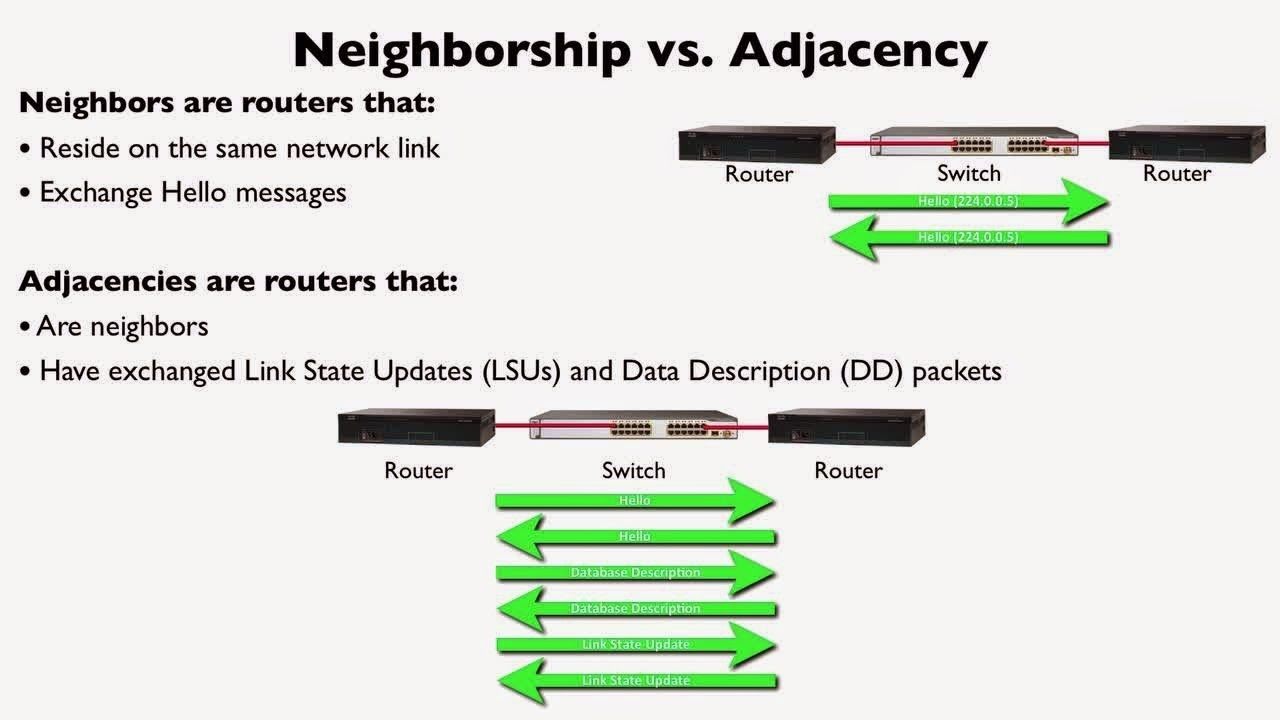 Neighborship vs. Adjacency
Neighbors are routers that:
• Reside on the same network link
• Exchange Hello messages
Router
Switch
Router
Hello (224.0.0.5)
Hello (224.0.0.5)
Adjacencies are routers that:
• Are neighbors
• Have exchanged Link State Updates (LSUs) and Data Description (DD) packets
Router
Switch
Router
Hello
Hello
Database Description
Database Description
Link State Update
Link State Update